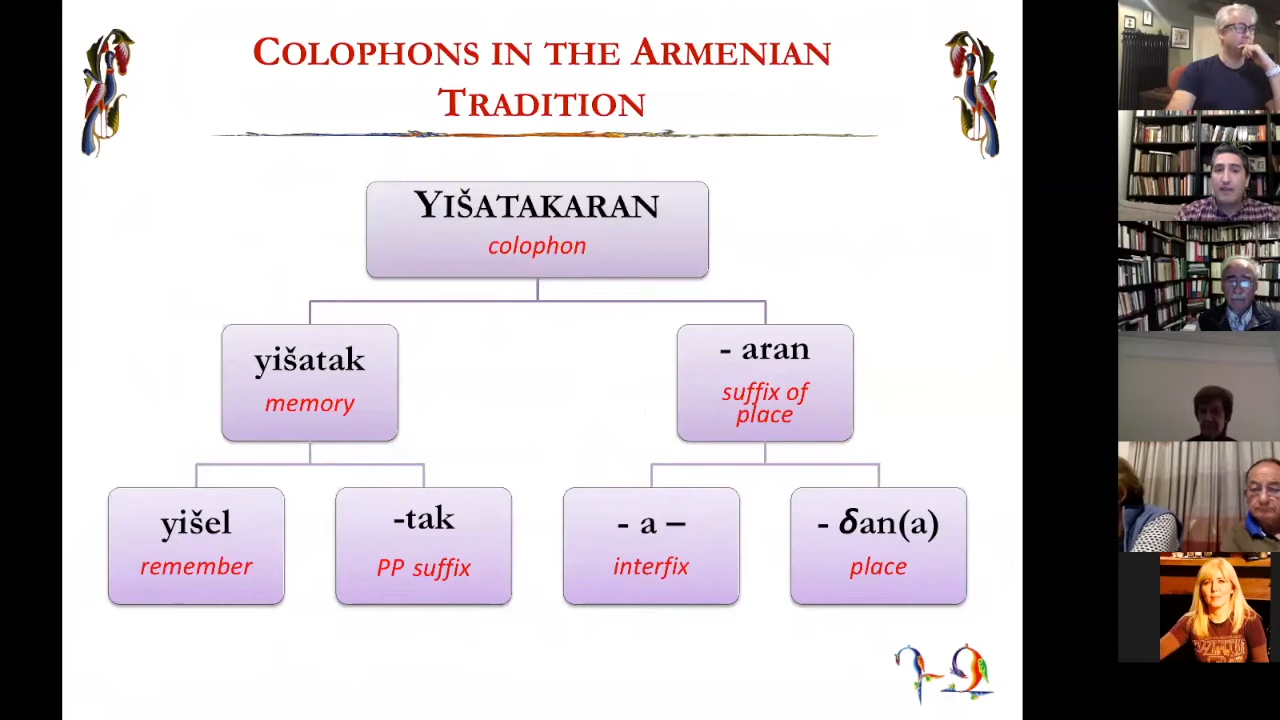 COLOPHONS IN THE ARMENIAN
TRADITION
YIŠATAKARAN
colophon
yišatak
memory
- aran
suffix of
place
yišel
remember
-tak
PP suffix
- a –
interfix
- δan(a)
place